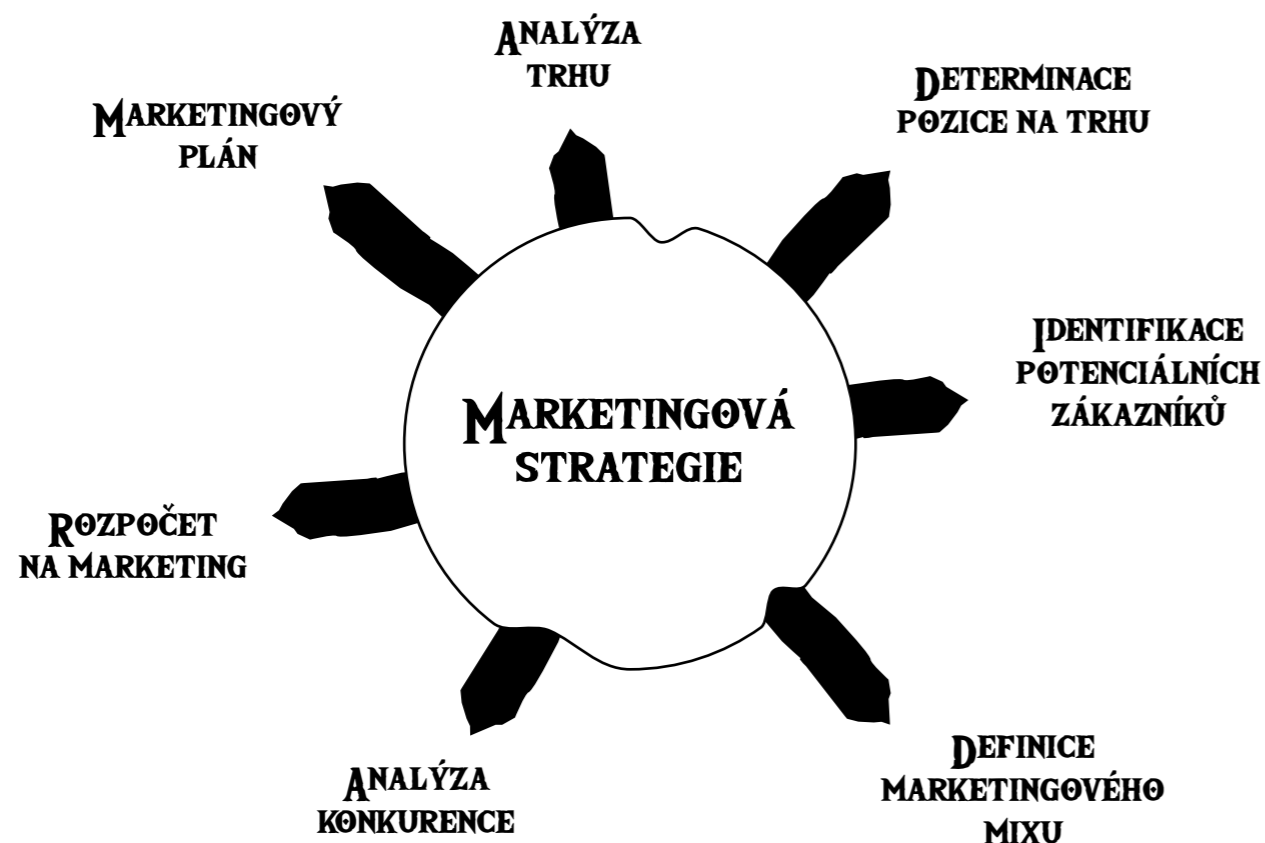 Analýza
trhu
Determinace
pozice na trhu
Marketingový
plán
Identifikace
potenciálních
zákazníků
Marketingová
strategie
Rozpočet
na marketing
Definice
marketingového
mixu
Analýza
konkurence